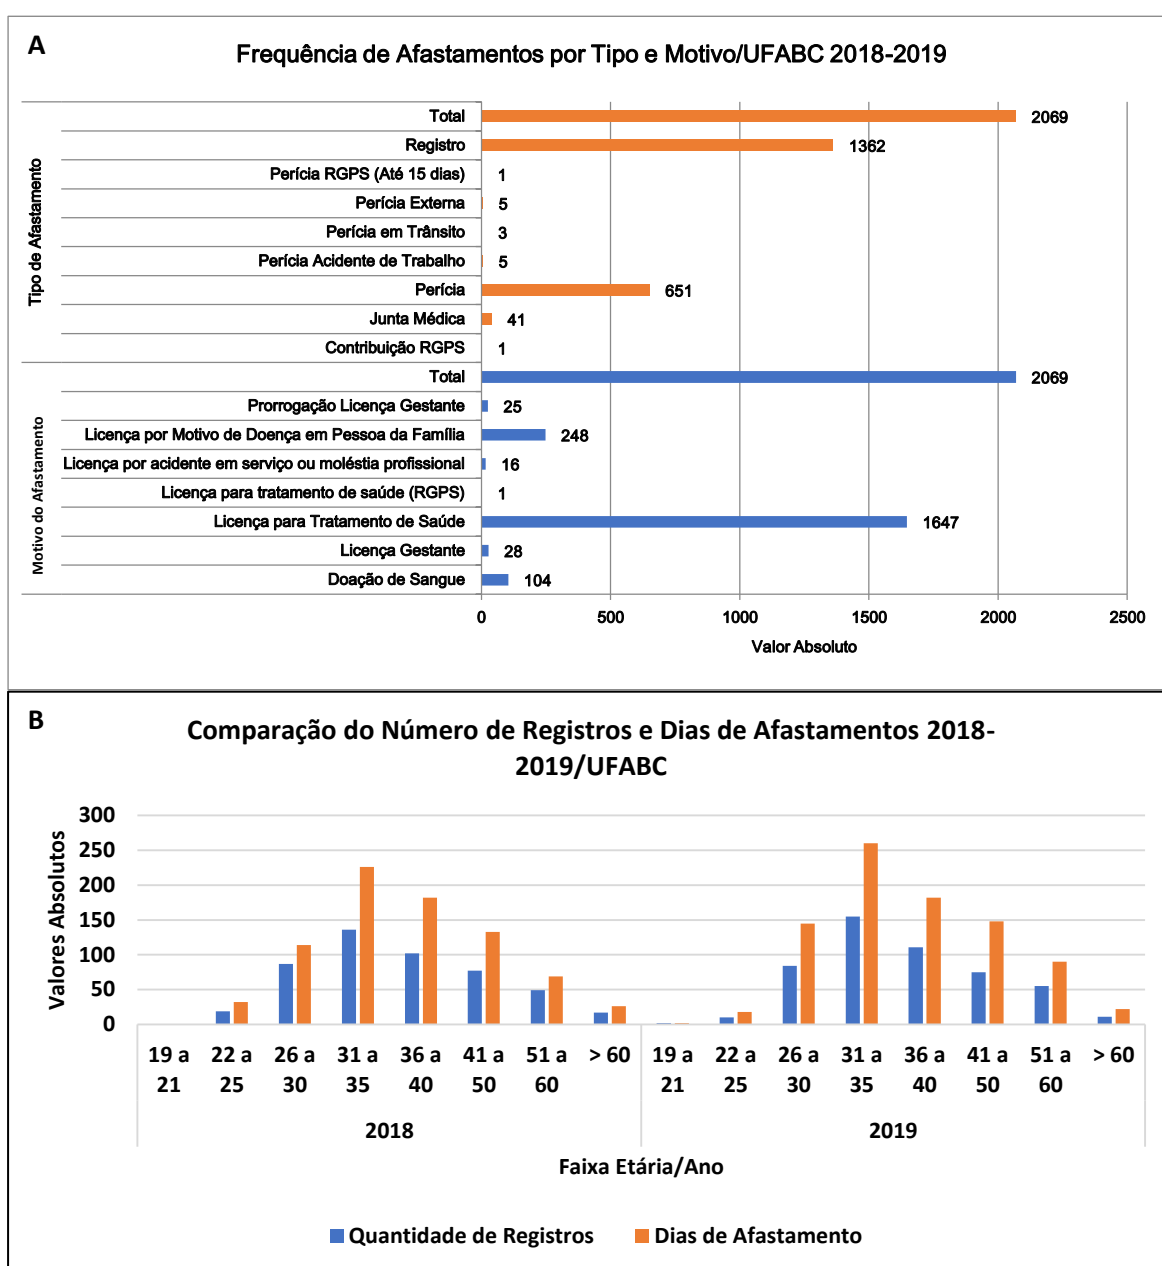 A
Frequência de Afastamentos por Tipo e Motivo/UFABC 2018-2019
Tipo de Afastamento
Total 2069
Registro 1362
Perícia RGPS (Até 15 dias) 1
Perícia Externa 5
Perícia em Trânsito 3
Perícia Acidente de Trabalho 5
Perícia 651
Junta Médica 41
Contribuição RGPS 1
Motivo do Afastamento
Total 2069
Prorrogação Licença Gestante 25
Licença por Motivo de Doença em Pessoa da Família 248
Licença por acidente em serviço ou moléstia profissional 16
Licença para tratamento de saúde (RGPS) 1
Licença para Tratamento de Saúde 1647
Licença Gestante 28
Doação de Sangue 104
0 500 1000 1500 2000 2500
Valor Absoluto
B
Comparação do Número de Registros e Dias de Afastamentos 2018-
2019/UFABC
Valores Absolutos
300
250
200
150
100
50
0
19 a 22 a 26 a 31 a 36 a 41 a 51 a > 60 19 a 22 a 26 a 31 a 36 a 41 a 51 a > 60
21 25 30 35 40 50 60 21 25 30 35 40 50 60
2018 2019
Faixa Etária/Ano
Quantidade de Registros Dias de Afastamento